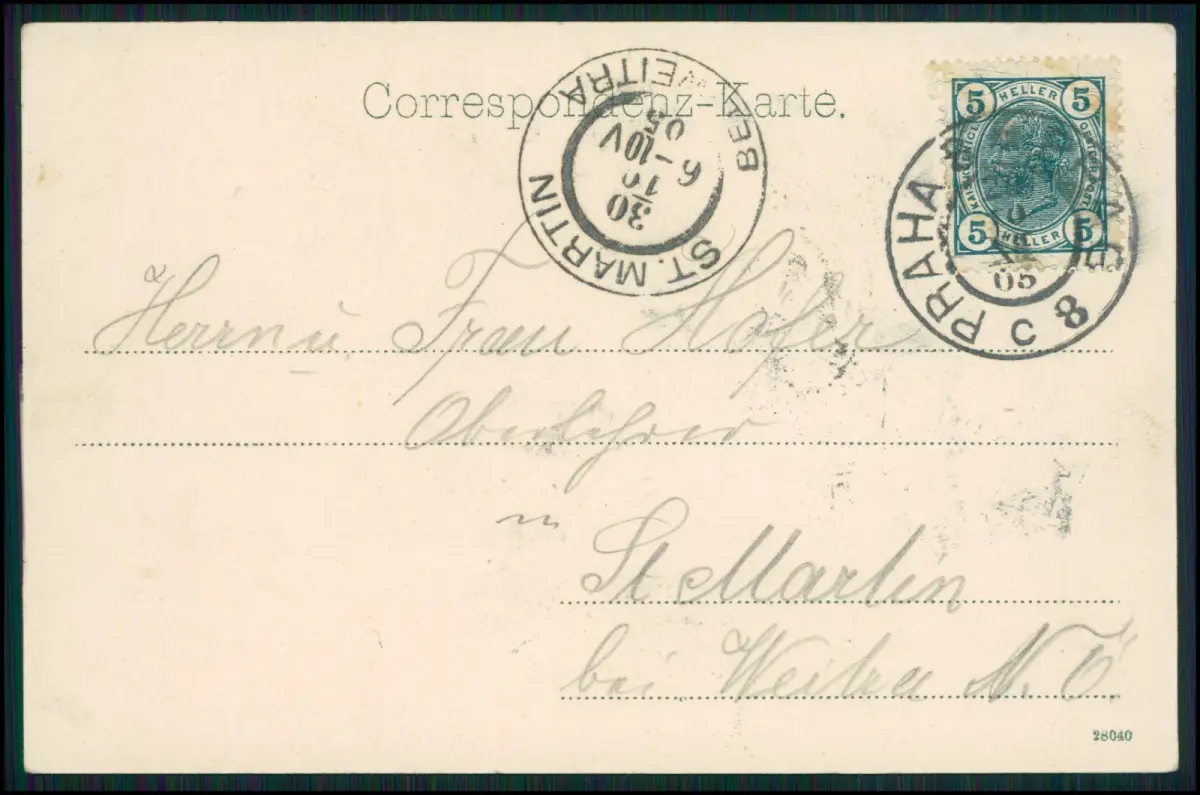 Correspondenz-Karte.
ST. MARTIN BEI WEITRA
30
10
6-10V
05
5 HELLER 5
5 HELLER 5
PRAHA
05
8 C
Herrn u. Frau Höfer
Oberlehrer
in
St Martin
bei Weitra N. Ö.
28040